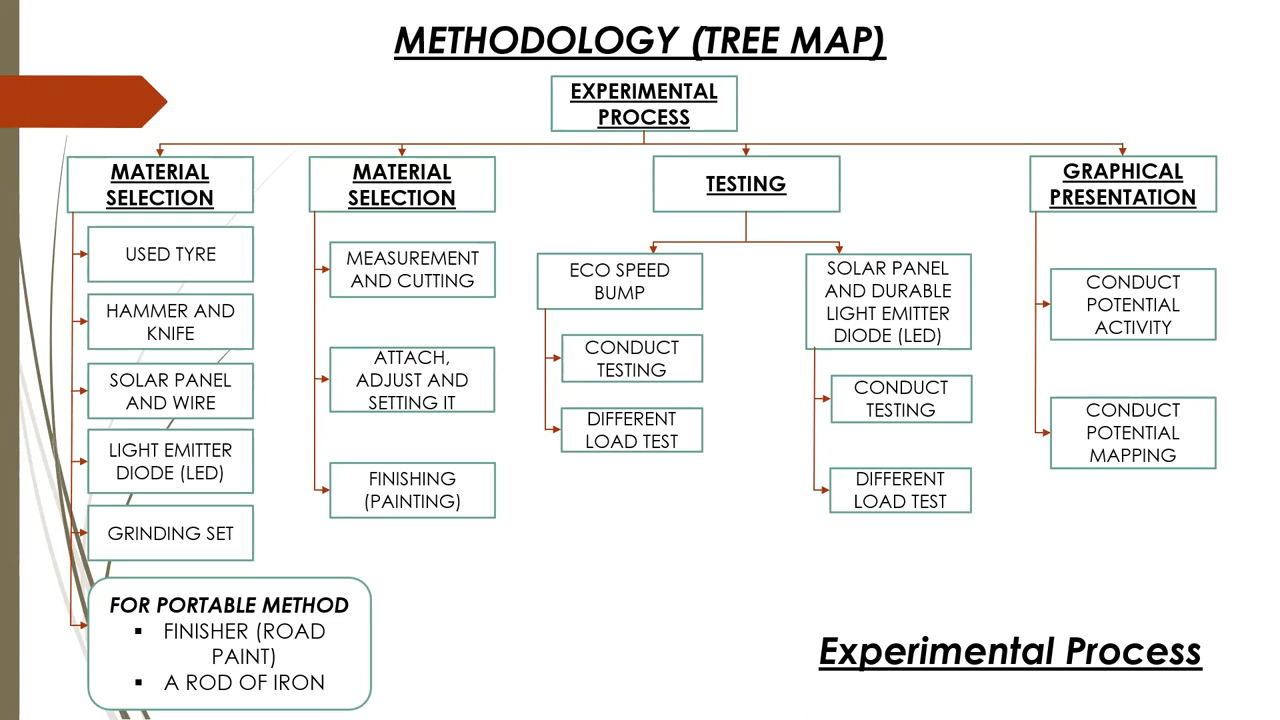 METHODOLOGY (TREE MAP)
EXPERIMENTAL
PROCESS
MATERIAL
SELECTION
USED TYRE
HAMMER AND
KNIFE
SOLAR PANEL
AND WIRE
LIGHT EMITTER
DIODE (LED)
GRINDING SET
FOR PORTABLE METHOD
▪ FINISHER (ROAD
PAINT)
▪ A ROD OF IRON
MATERIAL
SELECTION
MEASUREMENT
AND CUTTING
ATTACH,
ADJUST AND
SETTING IT
FINISHING
(PAINTING)
TESTING
ECO SPEED
BUMP
CONDUCT
TESTING
DIFFERENT
LOAD TEST
SOLAR PANEL
AND DURABLE
LIGHT EMITTER
DIODE (LED)
CONDUCT
TESTING
DIFFERENT
LOAD TEST
GRAPHICAL
PRESENTATION
CONDUCT
POTENTIAL
ACTIVITY
CONDUCT
POTENTIAL
MAPPING
Experimental Process